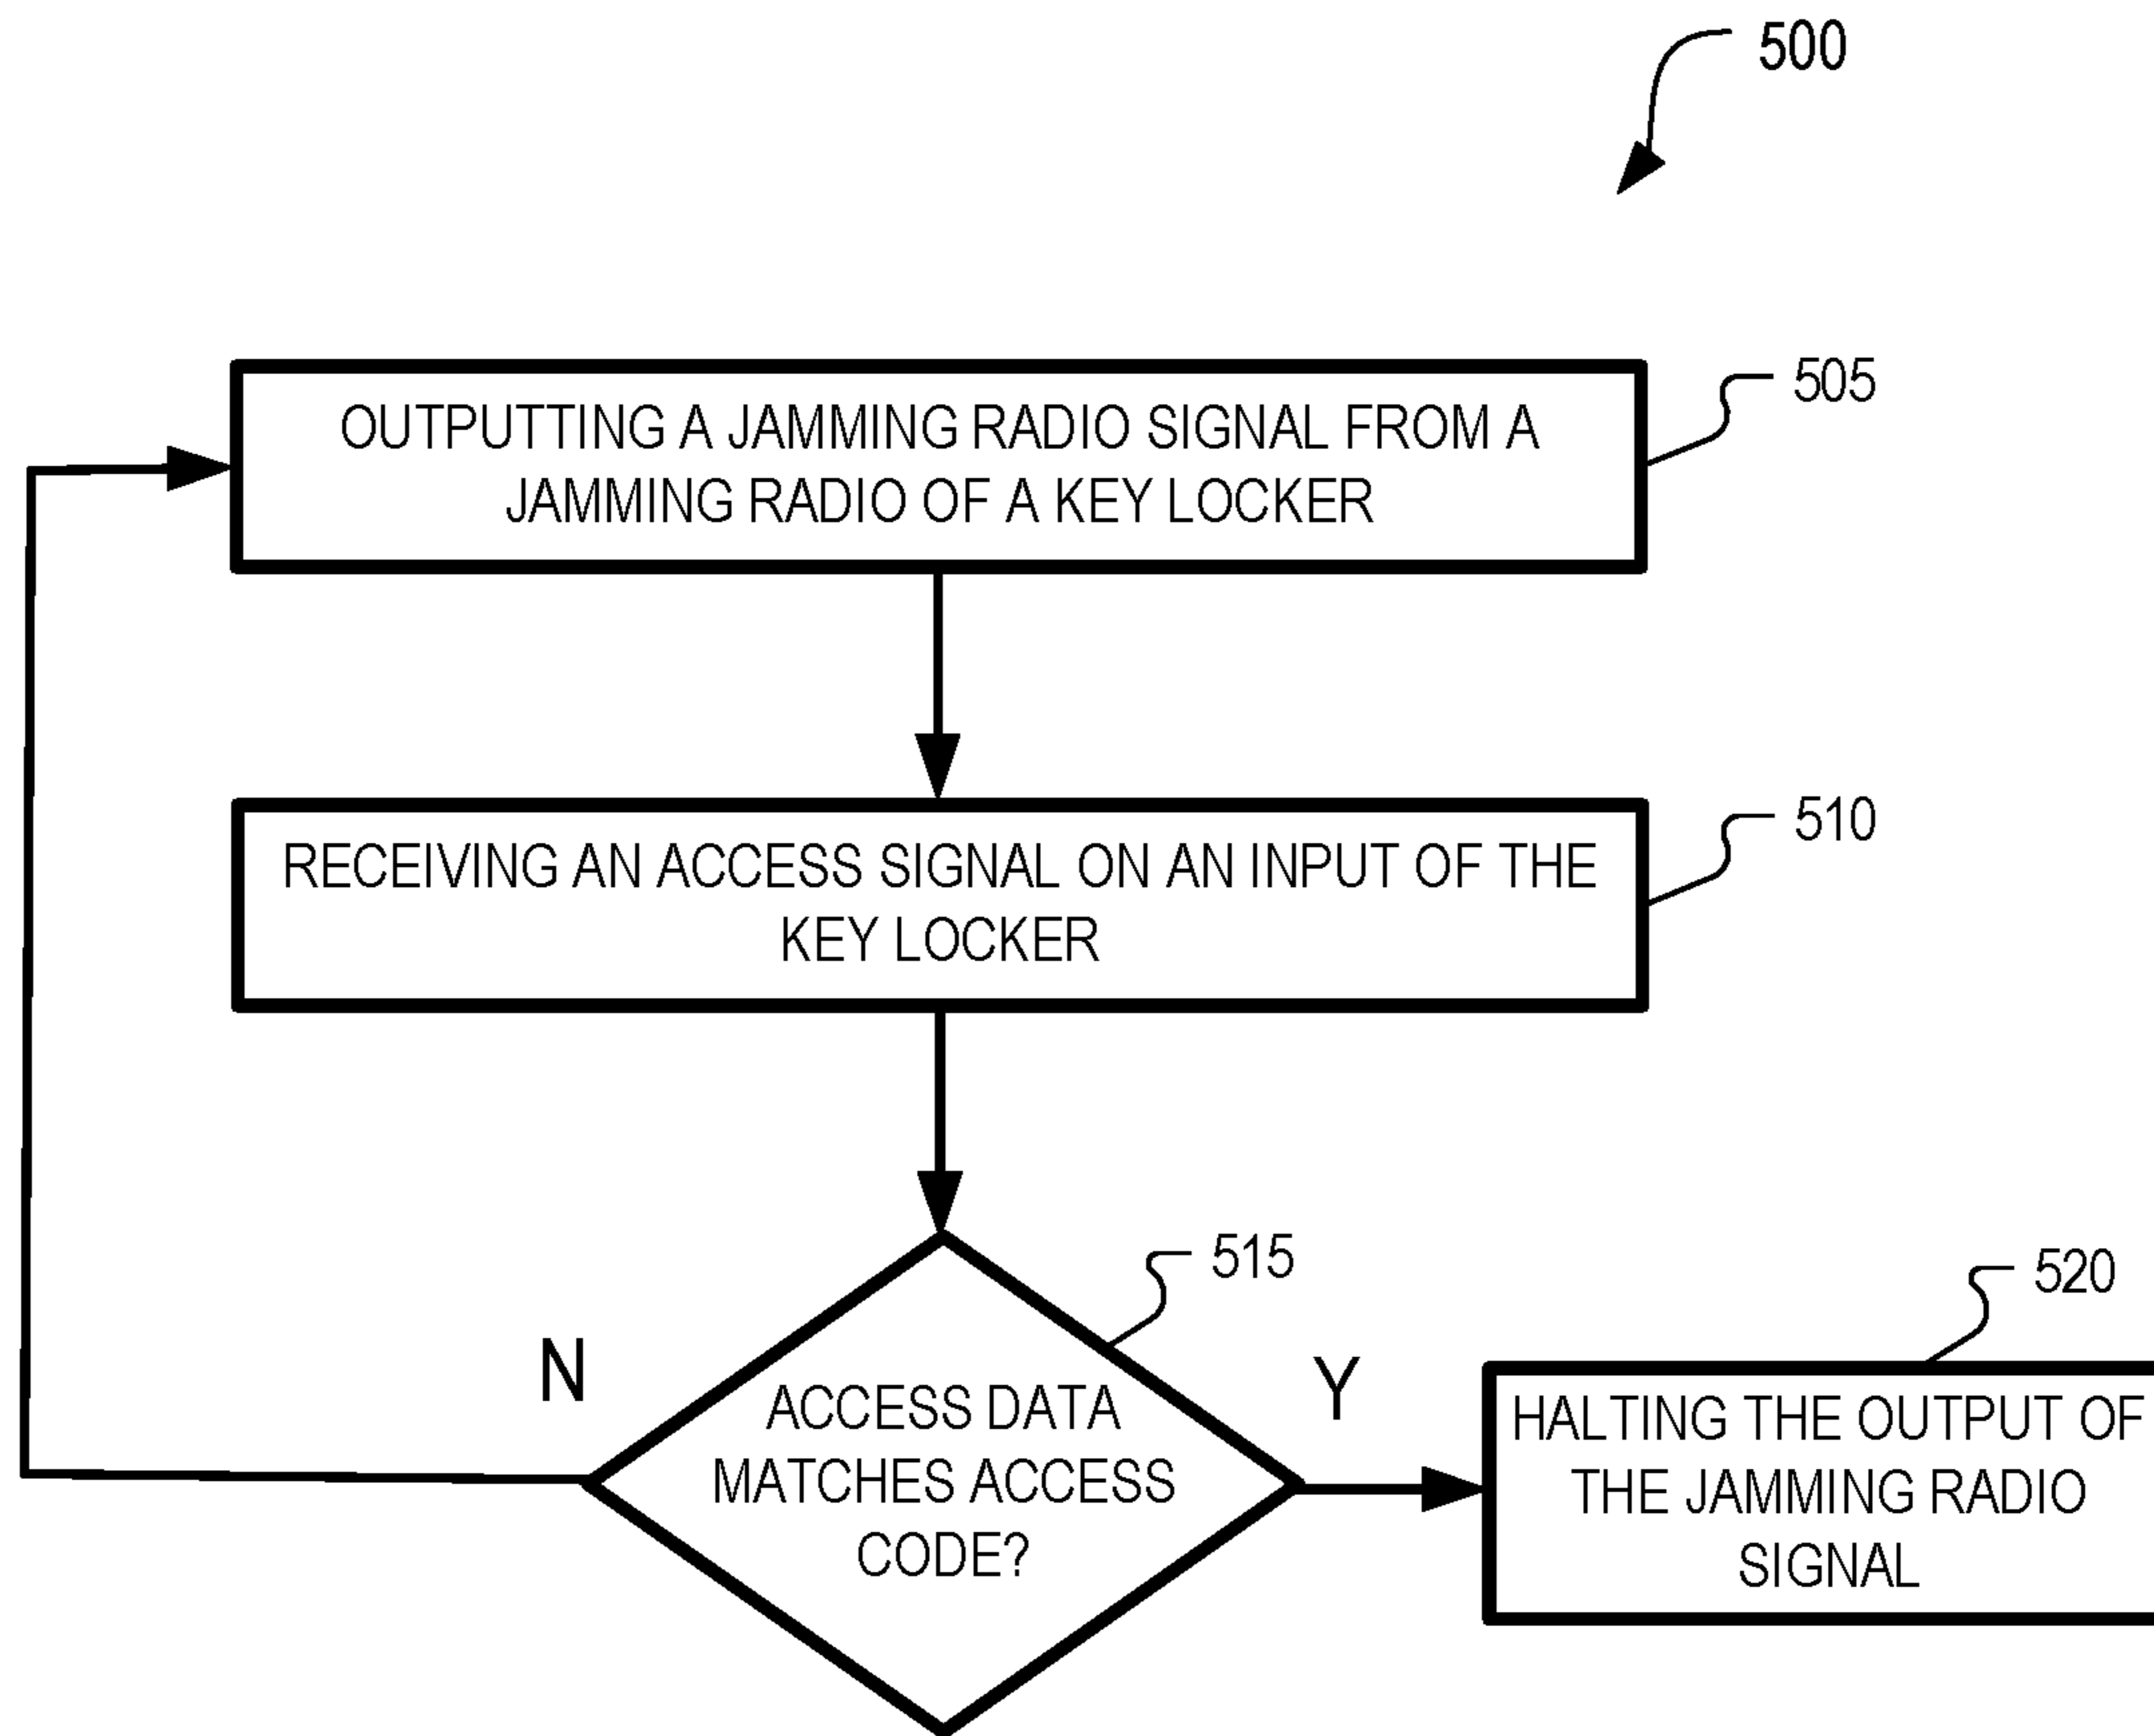 500
OUTPUTTING A JAMMING RADIO SIGNAL FROM A
JAMMING RADIO OF A KEY LOCKER
505
RECEIVING AN ACCESS SIGNAL ON AN INPUT OF THE
KEY LOCKER
510
515
N
ACCESS DATA
MATCHES ACCESS
CODE?
Y
520
HALTING THE OUTPUT OF
THE JAMMING RADIO
SIGNAL